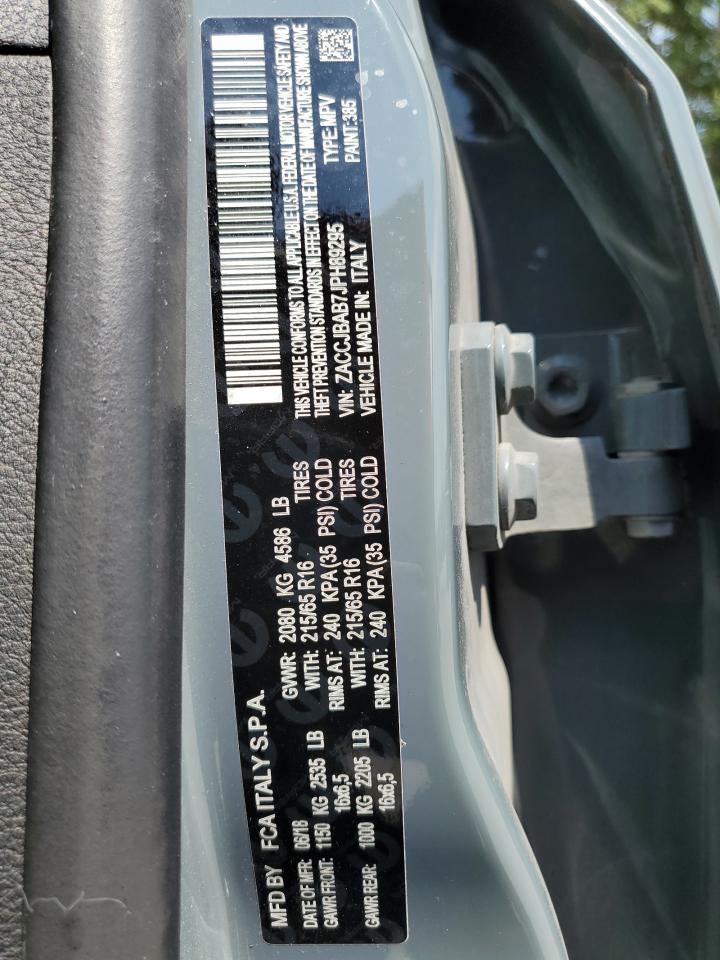 MFD BY FCA ITALY S.P.A.
DATE OF MFR: 06/18 GVWR: 2080 KG 4586 LB
GAWR FRONT: 1150 KG 2535 LB WITH: 215/65 R16 TIRES
16x6,5 RIMS AT: 240 KPA(35 PSI) COLD
GAWR REAR: 1000 KG 2205 LB WITH: 215/65 R16 TIRES
16x6,5 RIMS AT: 240 KPA(35 PSI) COLD
THIS VEHICLE CONFORMS TO ALL APPLICABLE U.S.A. FEDERAL MOTOR VEHICLE SAFETY AND
THEFT PREVENTION STANDARDS IN EFFECT ON THE DATE OF MANUFACTURE SHOWN ABOVE
VIN: ZACCJBAB7JPH89295 TYPE: MPV
VEHICLE MADE IN: ITALY PAINT: 385